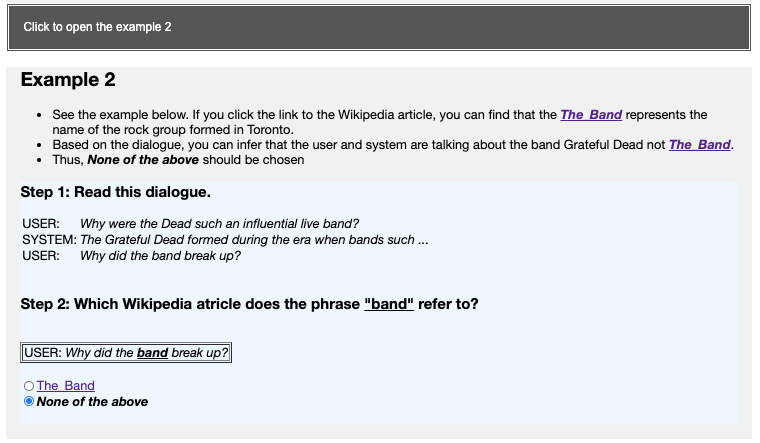 Click to open the example 2
Example 2
• See the example below. If you click the link to the Wikipedia article, you can find that the The_Band represents the
name of the rock group formed in Toronto.
• Based on the dialogue, you can infer that the user and system are talking about the band Grateful Dead not The_Band.
• Thus, None of the above should be chosen
Step 1: Read this dialogue.
USER: Why were the Dead such an influential live band?
SYSTEM: The Grateful Dead formed during the era when bands such ...
USER: Why did the band break up?
Step 2: Which Wikipedia atricle does the phrase "band" refer to?
USER: Why did the band break up?
The_Band
None of the above